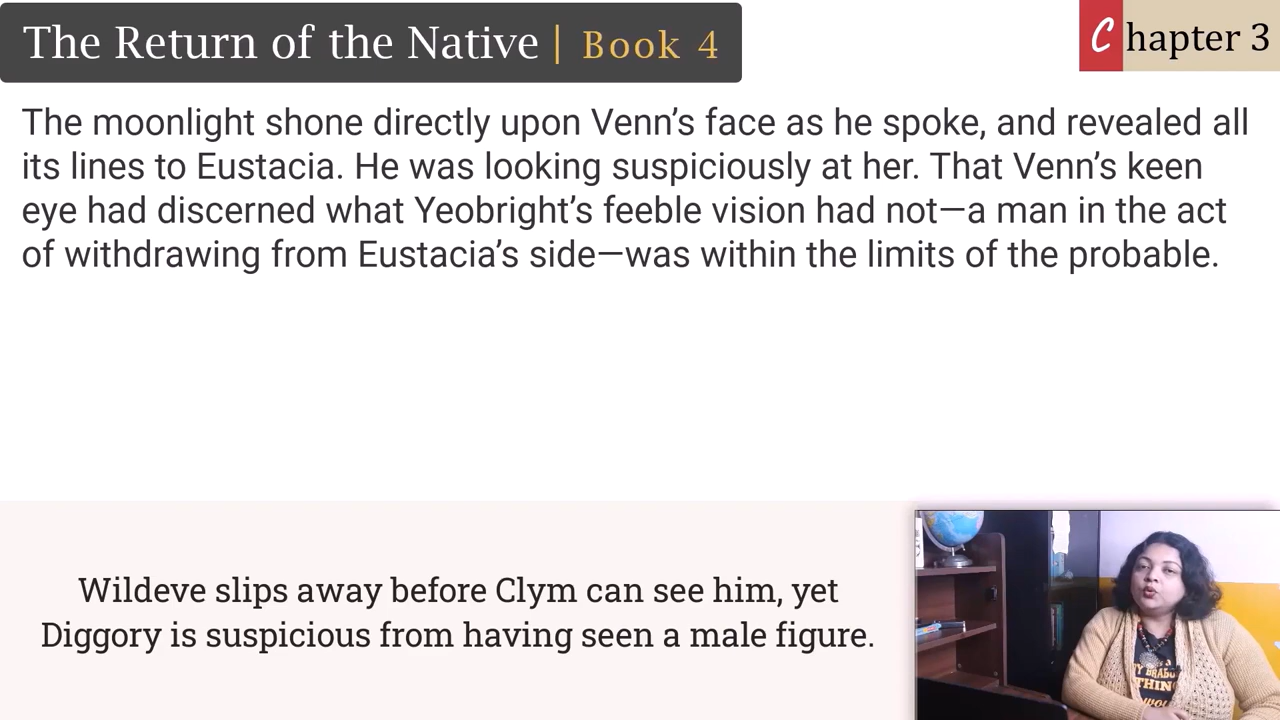 The Return of the Native | Book 4
Chapter 3
The moonlight shone directly upon Venn’s face as he spoke, and revealed all
its lines to Eustacia. He was looking suspiciously at her. That Venn’s keen
eye had discerned what Yeobright’s feeble vision had not—a man in the act
of withdrawing from Eustacia’s side—was within the limits of the probable.
Wildeve slips away before Clym can see him, yet
Diggory is suspicious from having seen a male figure.
THIN